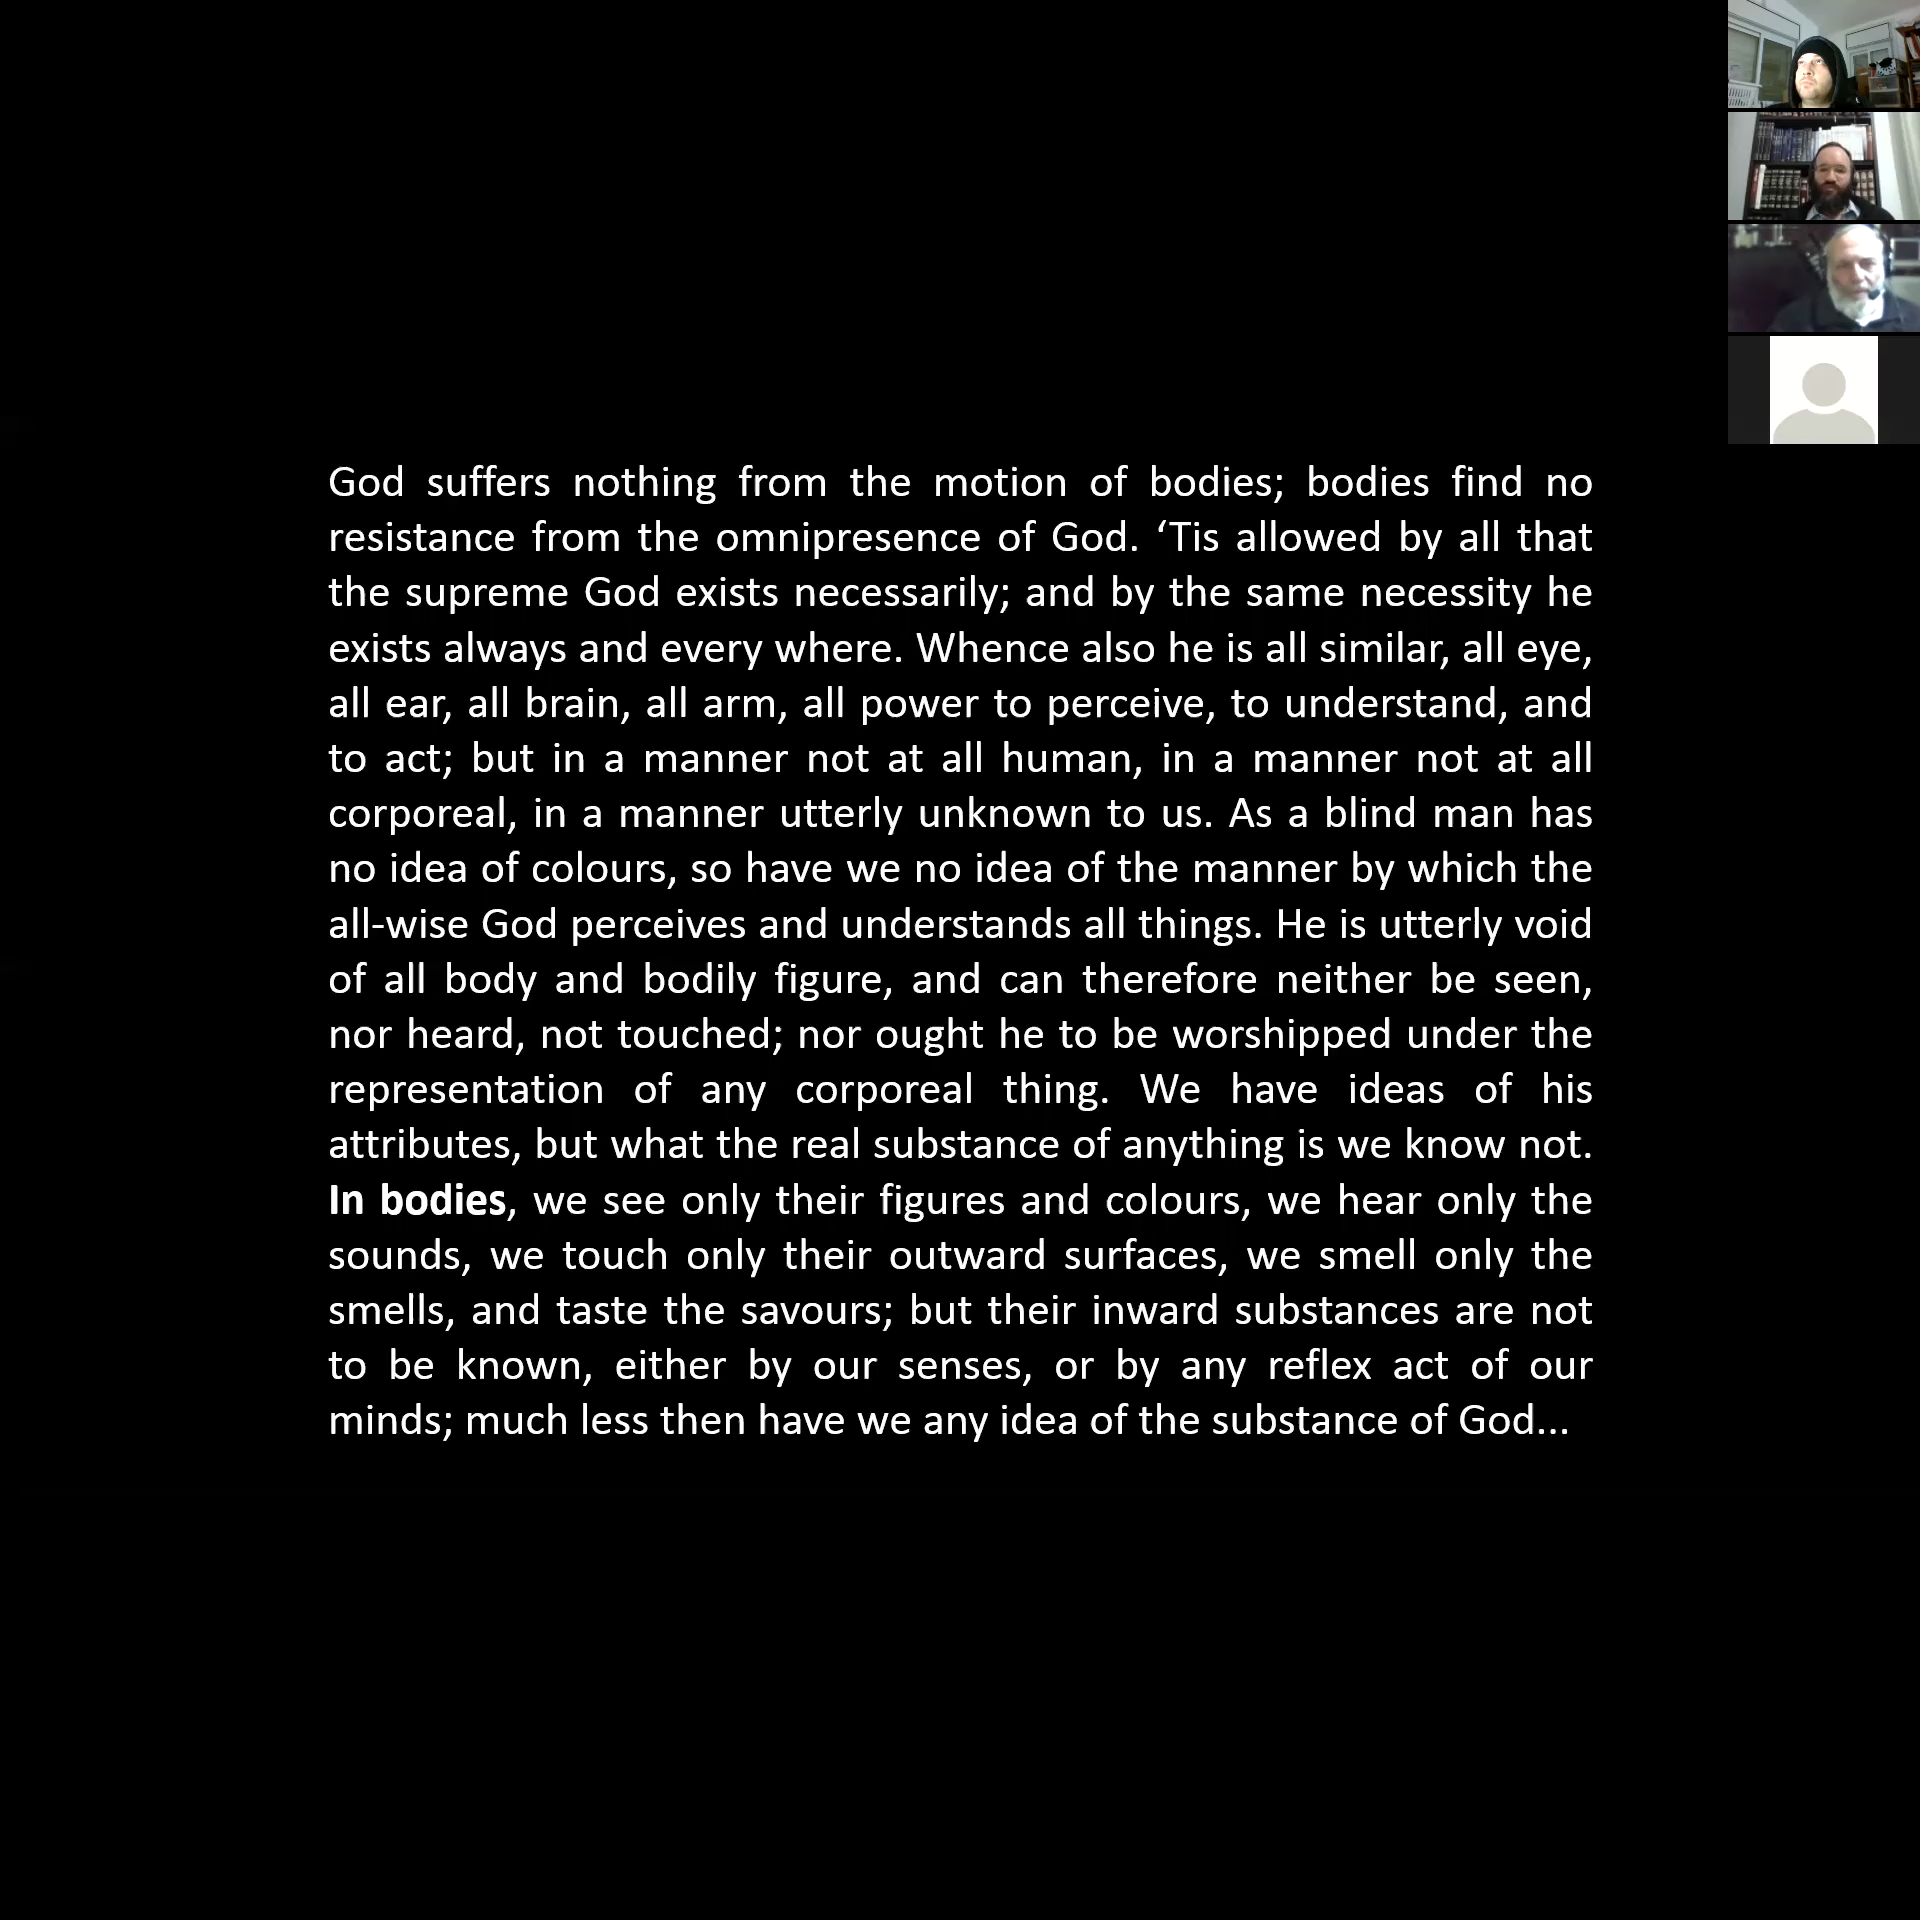 God suffers nothing from the motion of bodies; bodies find no
resistance from the omnipresence of God. ‘Tis allowed by all that
the supreme God exists necessarily; and by the same necessity he
exists always and every where. Whence also he is all similar, all eye,
all ear, all brain, all arm, all power to perceive, to understand, and
to act; but in a manner not at all human, in a manner not at all
corporeal, in a manner utterly unknown to us. As a blind man has
no idea of colours, so have we no idea of the manner by which the
all-wise God perceives and understands all things. He is utterly void
of all body and bodily figure, and can therefore neither be seen,
nor heard, not touched; nor ought he to be worshipped under the
representation of any corporeal thing. We have ideas of his
attributes, but what the real substance of anything is we know not.
In bodies, we see only their figures and colours, we hear only the
sounds, we touch only their outward surfaces, we smell only the
smells, and taste the savours; but their inward substances are not
to be known, either by our senses, or by any reflex act of our
minds; much less then have we any idea of the substance of God...